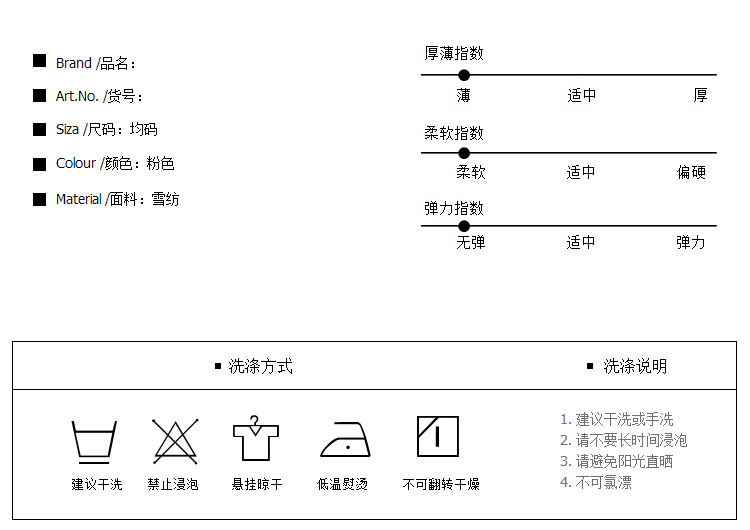 Brand /品名：
Art.No. /货号：
Siza /尺码：均码
Colour /颜色：粉色
Material /面料：雪纺
厚薄指数
薄 适中 厚
柔软指数
柔软 适中 偏硬
弹力指数
无弹 适中 弹力
洗涤方式
建议干洗 禁止浸泡 悬挂晾干 低温熨烫 不可翻转干燥
洗涤说明
1. 建议干洗或手洗
2. 请不要长时间浸泡
3. 请避免阳光直晒
4. 不可氯漂